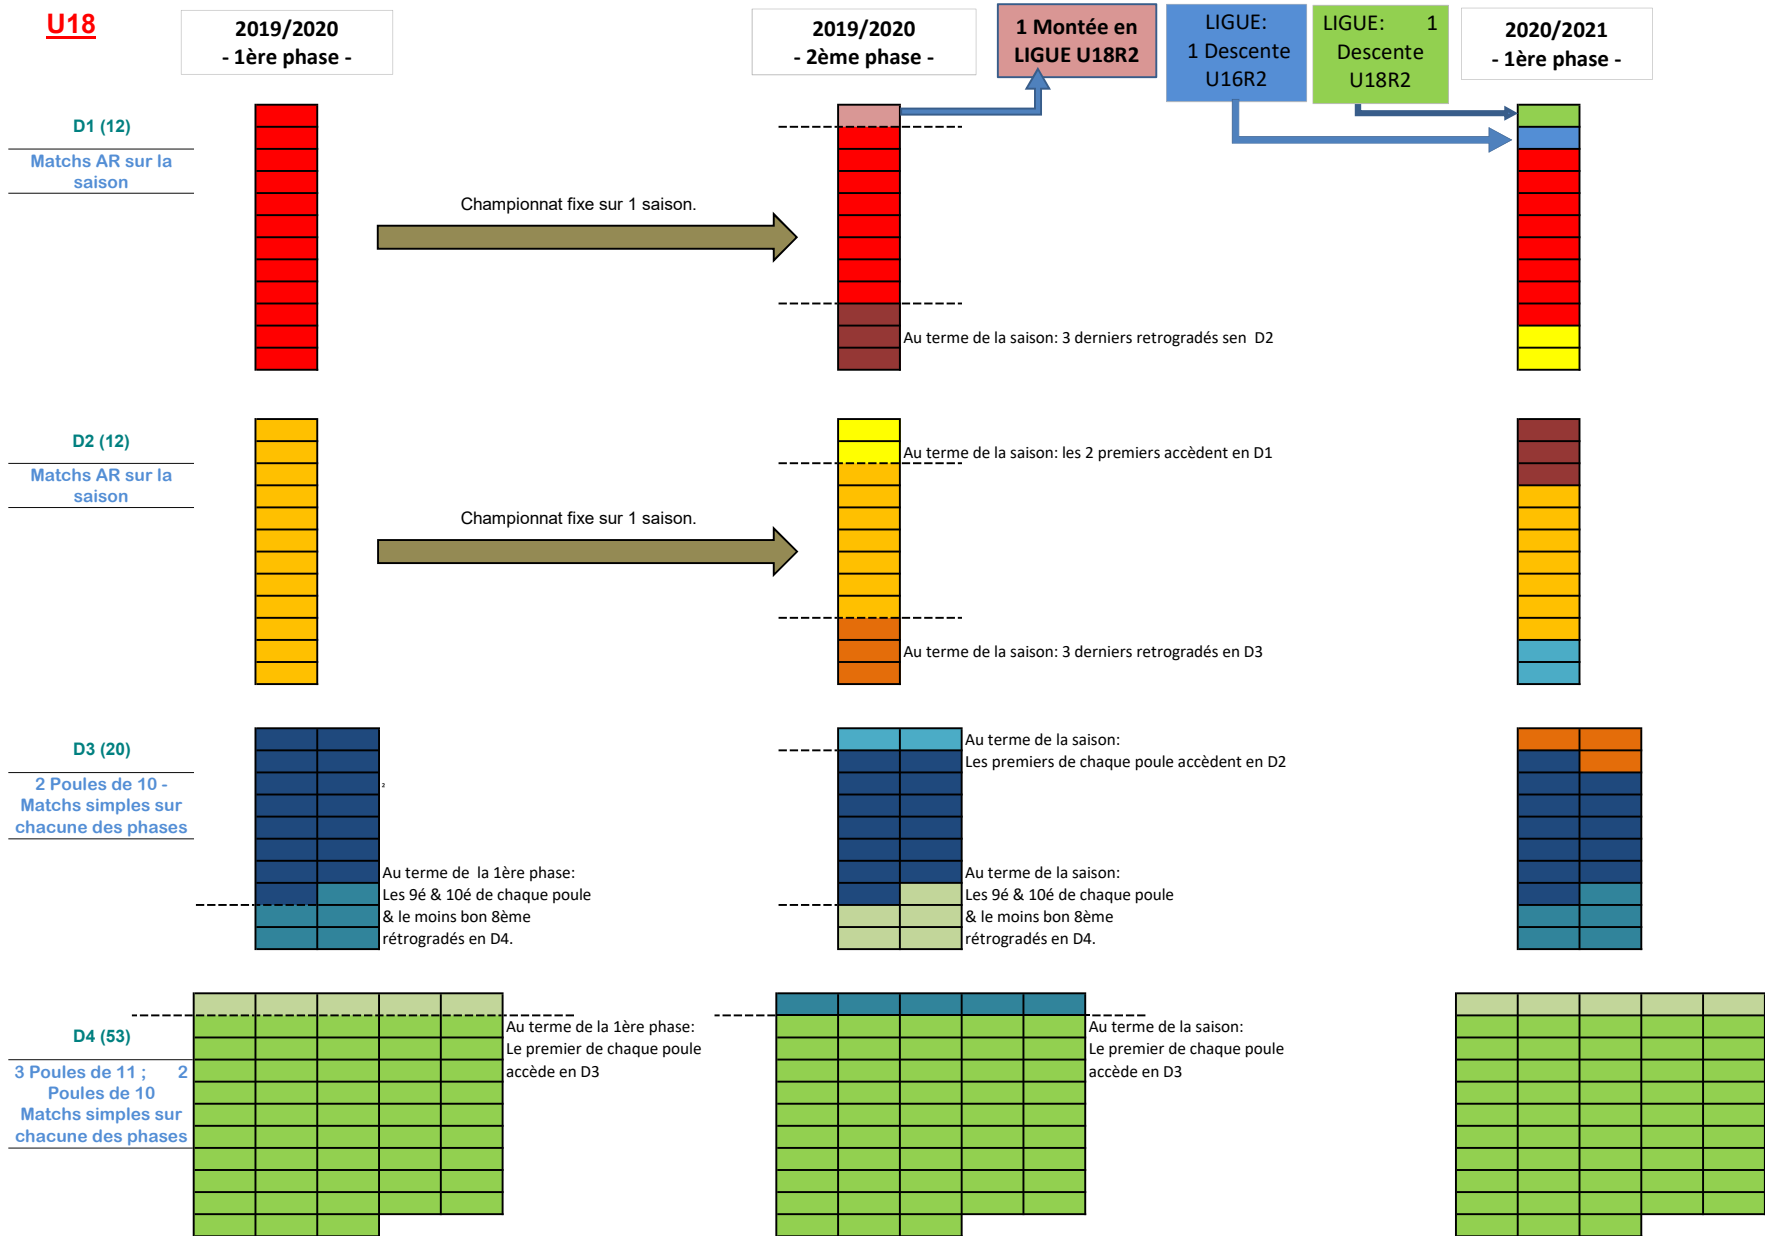 U18
2019/2020
- 1ère phase -
2019/2020
- 2ème phase -
1 Montée en
LIGUE U18R2
LIGUE:
1 Descente
U16R2
LIGUE: 1
Descente
U18R2
2020/2021
- 1ère phase -
D1 (12)
Matchs AR sur la
saison
Championnat fixe sur 1 saison.
Au terme de la saison: 3 derniers retrogradés sen D2
D2 (12)
Matchs AR sur la
saison
Championnat fixe sur 1 saison.
Au terme de la saison: les 2 premiers accèdent en D1
Au terme de la saison: 3 derniers retrogradés en D3
D3 (20)
2 Poules de 10 -
Matchs simples sur
chacune des phases
2
Au terme de la 1ère phase:
Les 9é & 10é de chaque poule
& le moins bon 8ème
rétrogradés en D4.
Au terme de la saison:
Les premiers de chaque poule accèdent en D2
Au terme de la saison:
Les 9é & 10é de chaque poule
& le moins bon 8ème
rétrogradés en D4.
D4 (53)
3 Poules de 11 ; 2
Poules de 10
Matchs simples sur
chacune des phases
Au terme de la 1ère phase:
Le premier de chaque poule
accède en D3
Au terme de la saison:
Le premier de chaque poule
accède en D3